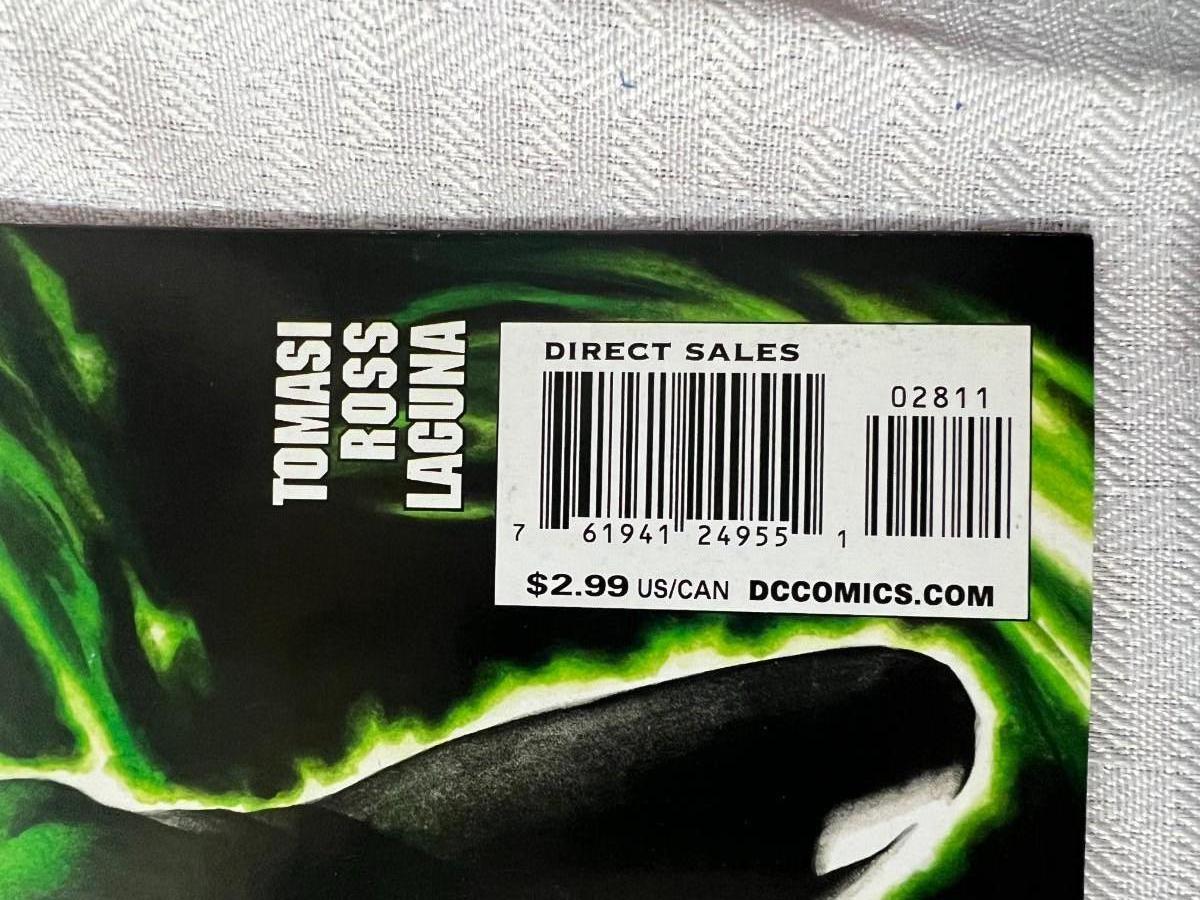 TOMASI
ROSS
LAGUNA
DIRECT SALES
02811
7 61941 24955 1
$2.99 US/CAN DCCOMICS.COM